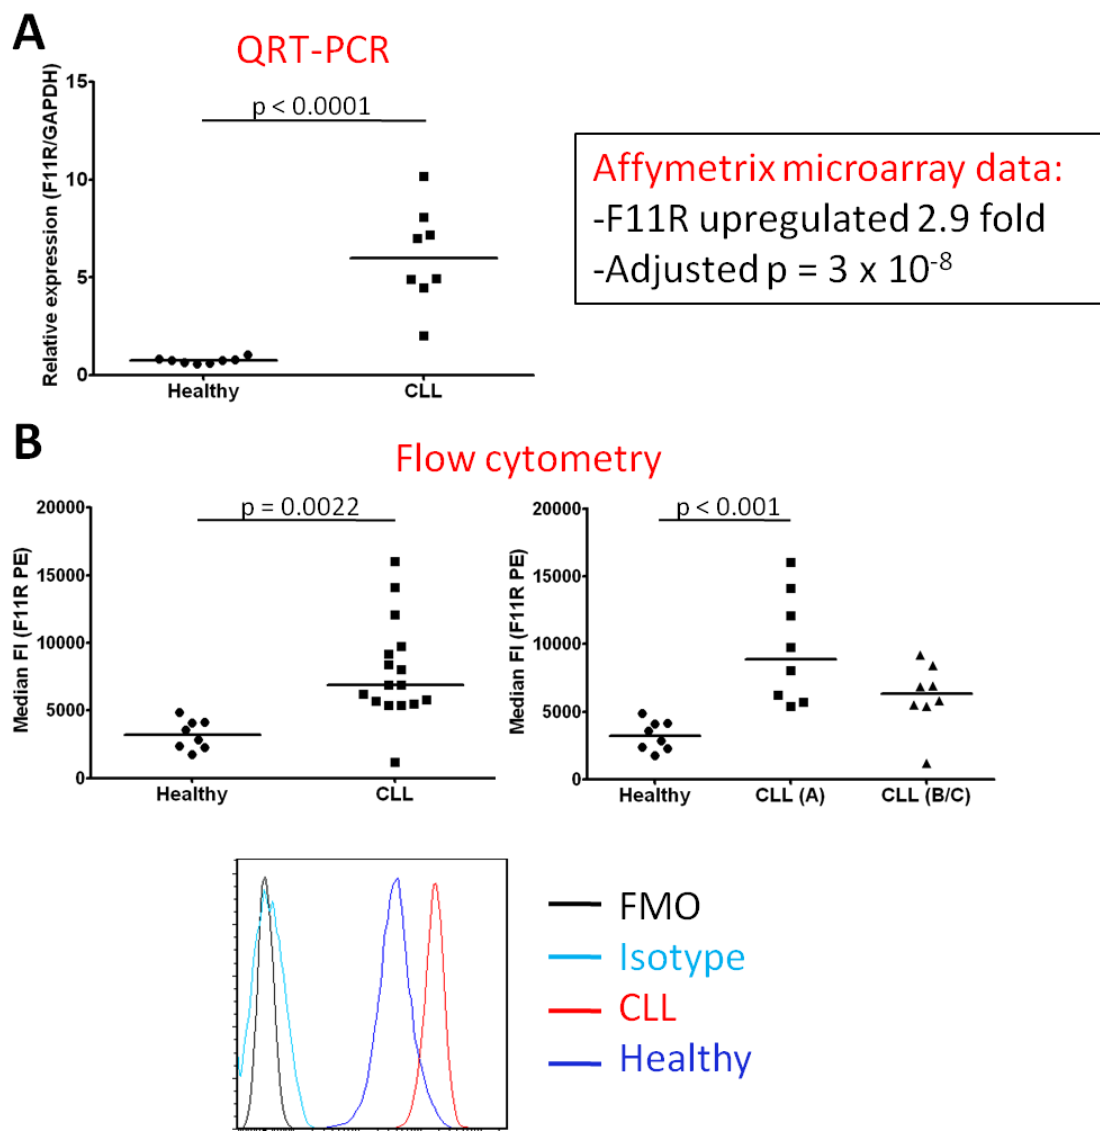 A
QRT-PCR
15
10
5
0
Relative expression (F11R/GAPDH)
p < 0.0001
Healthy
CLL
Affymetrix microarray data:
-F11R upregulated 2.9 fold
-Adjusted p = 3 x 10⁻⁸
B
Flow cytometry
20000
15000
10000
5000
0
Median FI (F11R PE)
p = 0.0022
Healthy
CLL
20000
15000
10000
5000
0
Median FI (F11R PE)
p < 0.001
Healthy
CLL (A)
CLL (B/C)
FMO
Isotype
CLL
Healthy